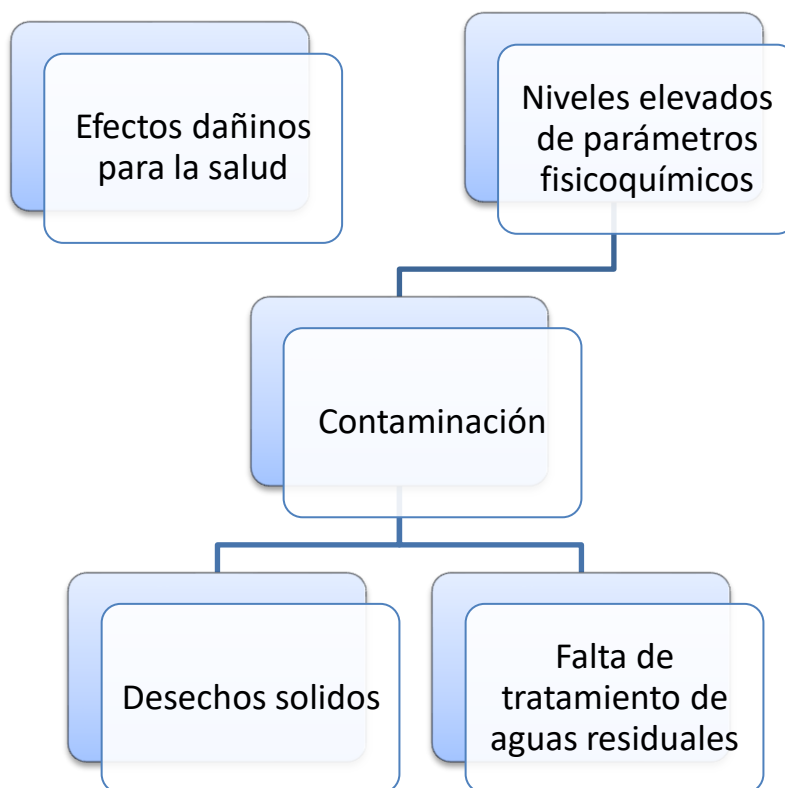 Efectos dañinos
para la salud
Niveles elevados
de parámetros
fisicoquímicos
Contaminación
Desechos solidos
Falta de
tratamiento de
aguas residuales